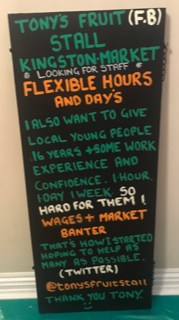 TONY'S FRUIT (F.B)
STALL
KINGSTON-MARKET
* LOOKING FOR STAFF *
FLEXIBLE HOURS
AND DAY'S
I ALSO WANT TO GIVE
LOCAL YOUNG PEOPLE
16 YEARS + SOME WORK
EXPERIENCE AND
CONFIDENCE. 1-HOUR.
1-DAY 1 WEEK. SO
HARD FOR THEM!
WAGES + MARKET
BANTER
THAT'S HOW I STARTED
HOPING TO HELP AS
MANY AS POSSIBLE.
(TWITTER)
@tonysfruitstall
THANK YOU TONY.